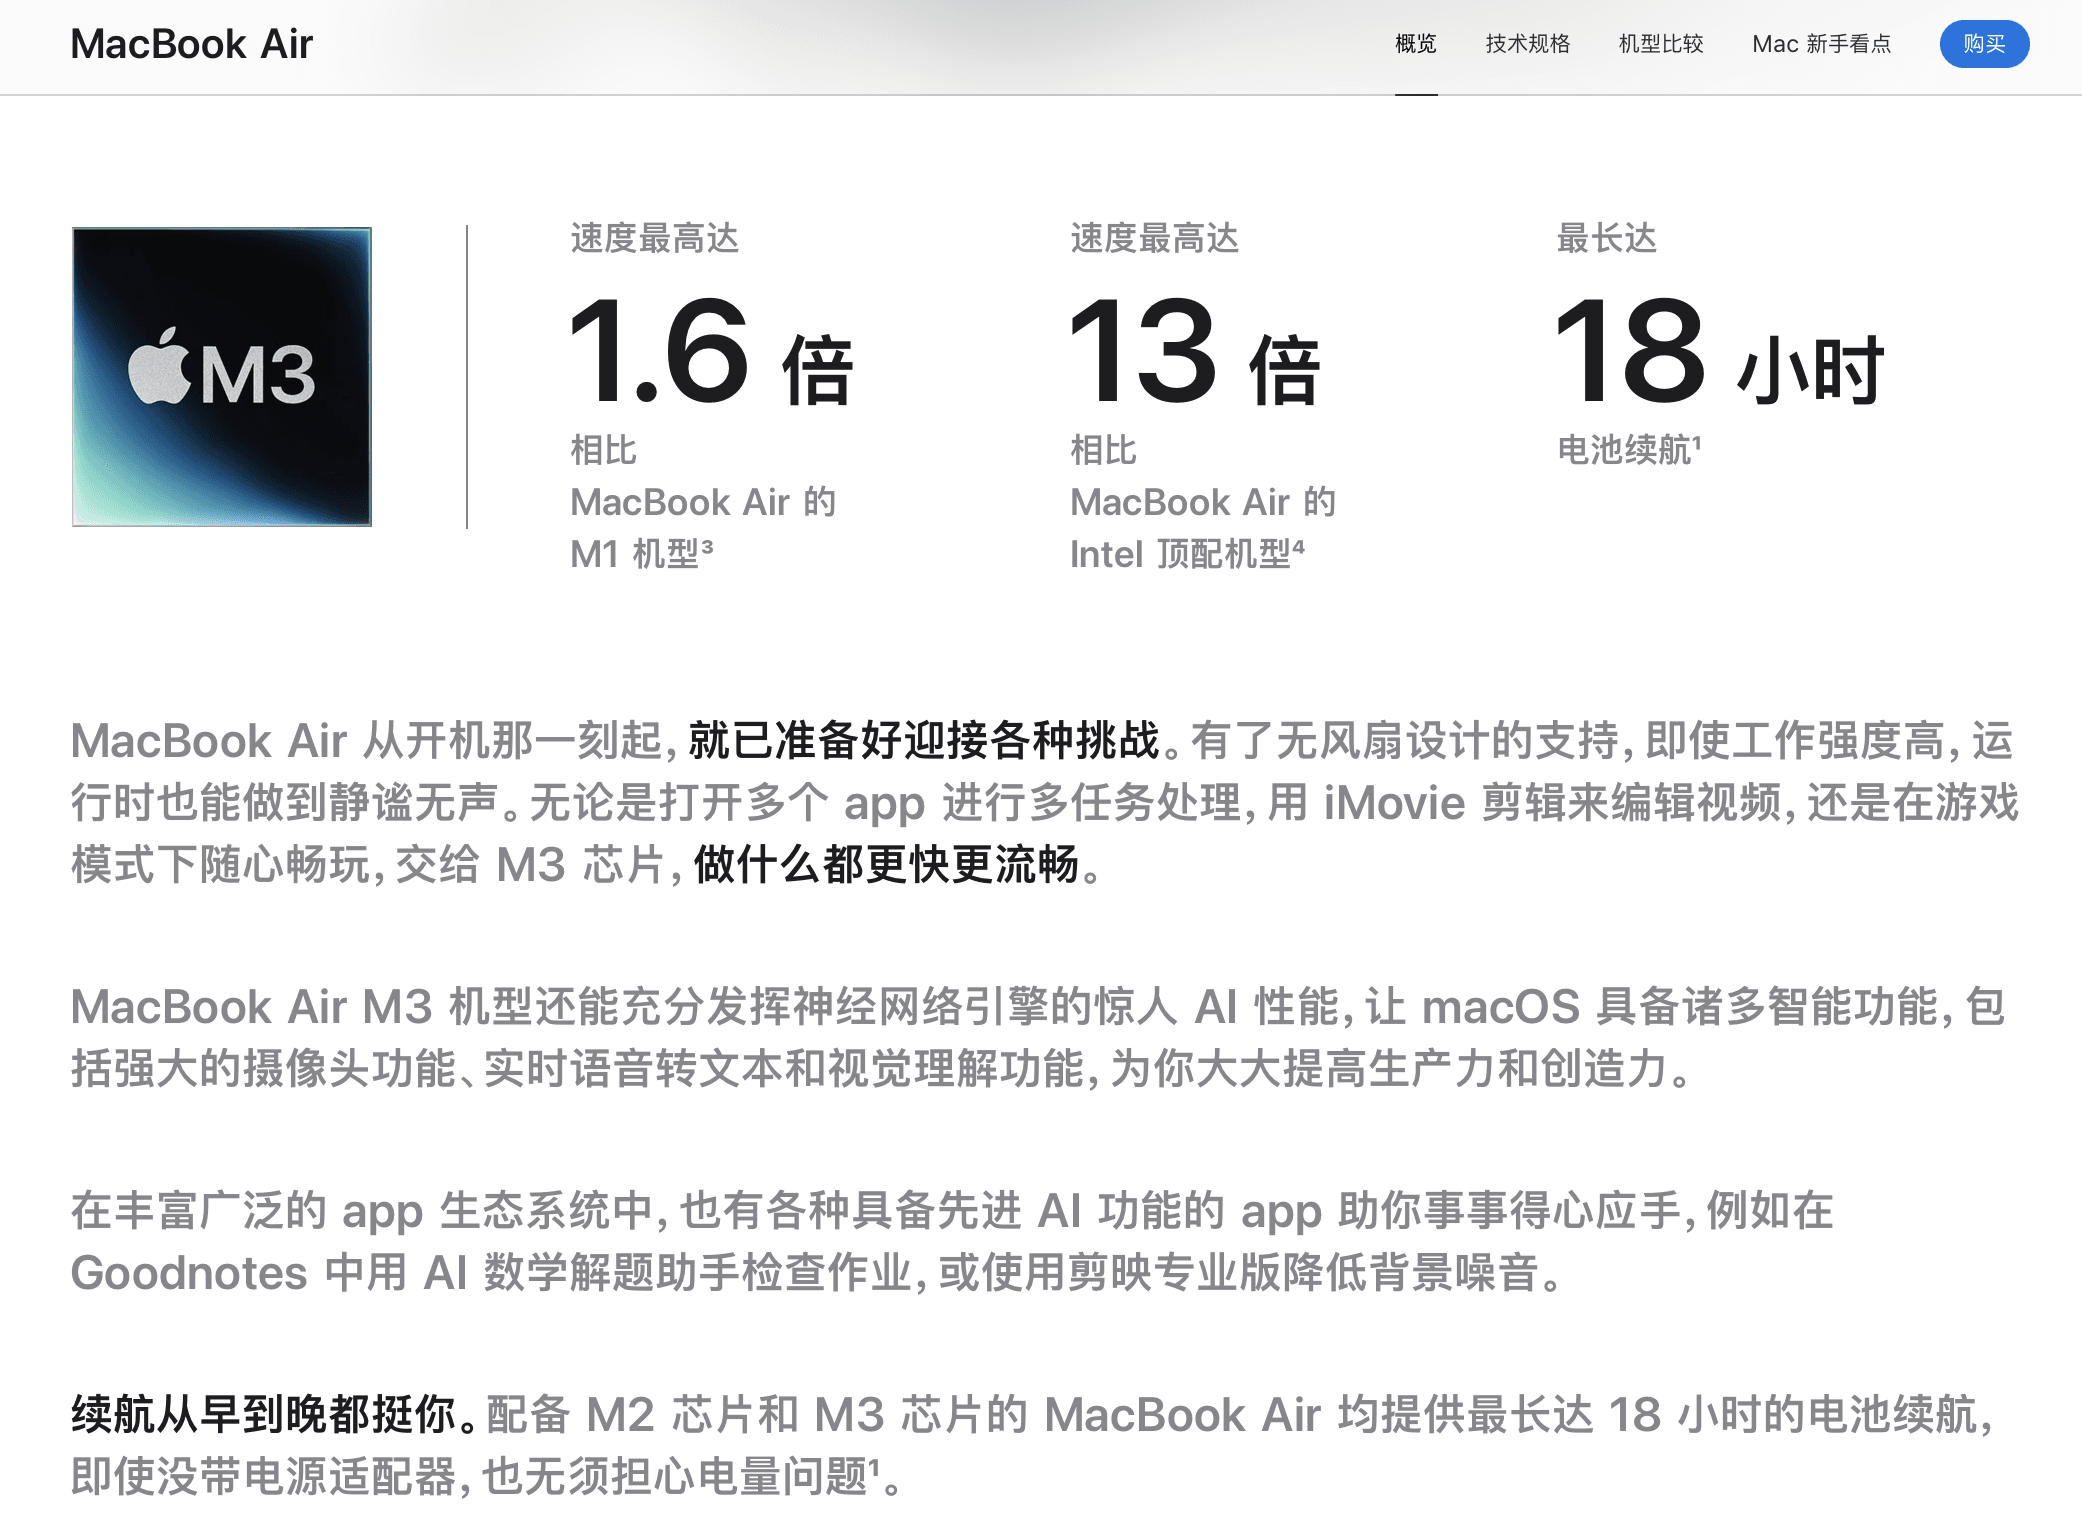 MacBook Air
概览
技术规格
机型比较
Mac 新手看点
购买
M3
速度最高达
1.6 倍
相比
MacBook Air 的
M1 机型³
速度最高达
13 倍
相比
MacBook Air 的
Intel 顶配机型⁴
最长达
18 小时
电池续航¹
MacBook Air 从开机那一刻起，就已准备好迎接各种挑战。有了无风扇设计的支持，即使工作强度高，运
行时也能做到静谧无声。无论是打开多个 app 进行多任务处理，用 iMovie 剪辑来编辑视频，还是在游戏
模式下随心畅玩，交给 M3 芯片，做什么都更快更流畅。
MacBook Air M3 机型还能充分发挥神经网络引擎的惊人 AI 性能，让 macOS 具备诸多智能功能，包
括强大的摄像头功能、实时语音转文本和视觉理解功能，为你大大提高生产力和创造力。
在丰富广泛的 app 生态系统中，也有各种具备先进 AI 功能的 app 助你事事得心应手，例如在
Goodnotes 中用 AI 数学解题助手检查作业，或使用剪映专业版降低背景噪音。
续航从早到晚都挺你。配备 M2 芯片和 M3 芯片的 MacBook Air 均提供最长达 18 小时的电池续航，
即使没带电源适配器，也无须担心电量问题¹。